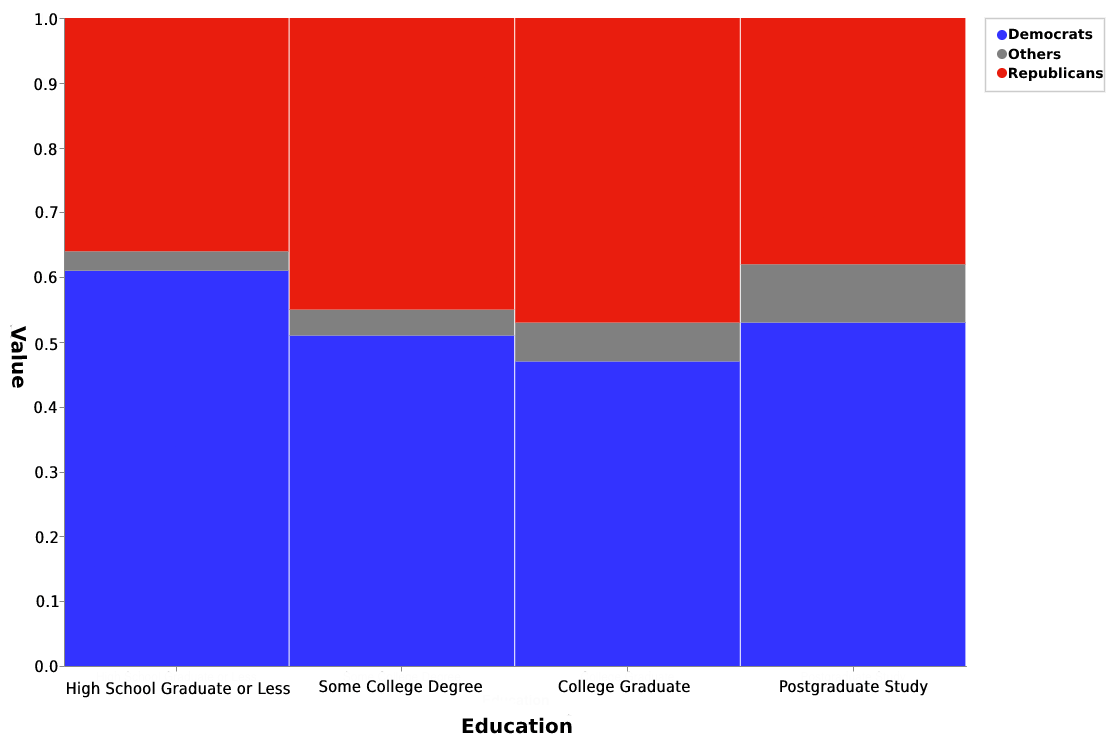 1.0
0.9
0.8
0.7
0.6
0.5
0.4
0.3
0.2
0.1
0.0
Value
High School Graduate or Less
Some College Degree
College Graduate
Postgraduate Study
Education
Democrats
Others
Republicans